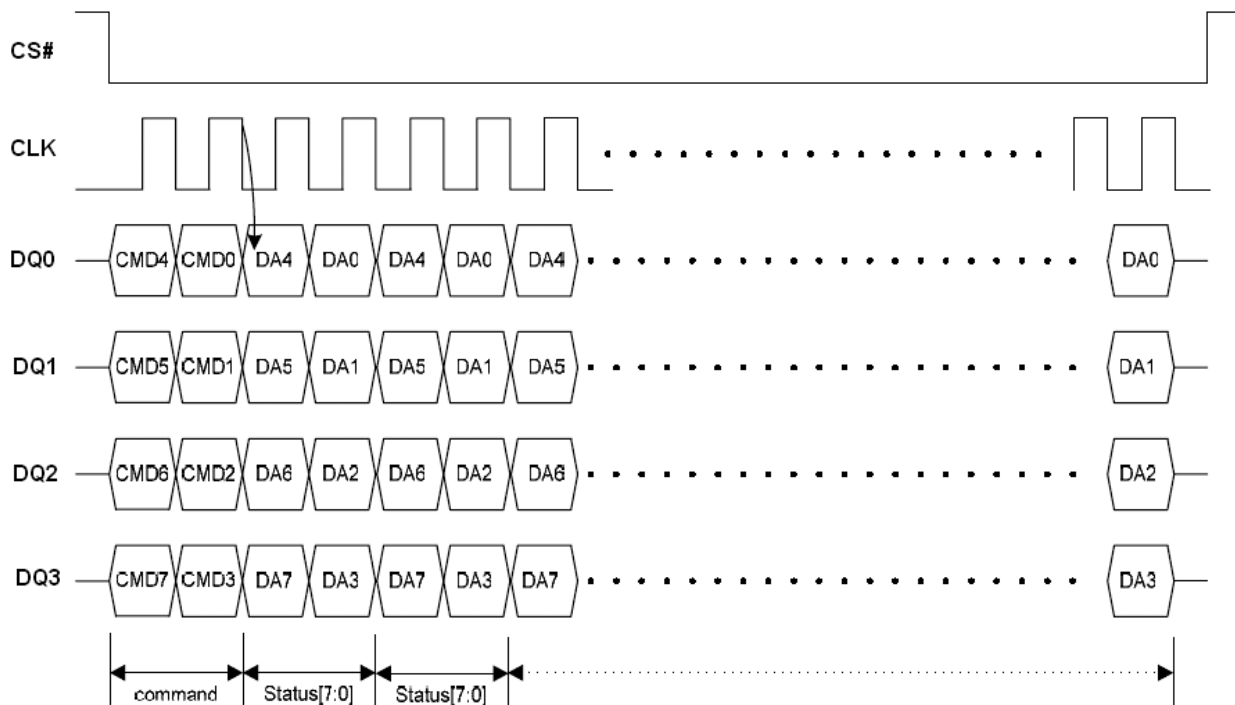 CS#
CLK
DQ0 CMD4 CMD0 DA4 DA0 DA4 DA0 DA4 DA0
DQ1 CMD5 CMD1 DA5 DA1 DA5 DA1 DA5 DA1
DQ2 CMD6 CMD2 DA6 DA2 DA6 DA2 DA6 DA2
DQ3 CMD7 CMD3 DA7 DA3 DA7 DA3 DA7 DA3
command Status[7:0] Status[7:0]